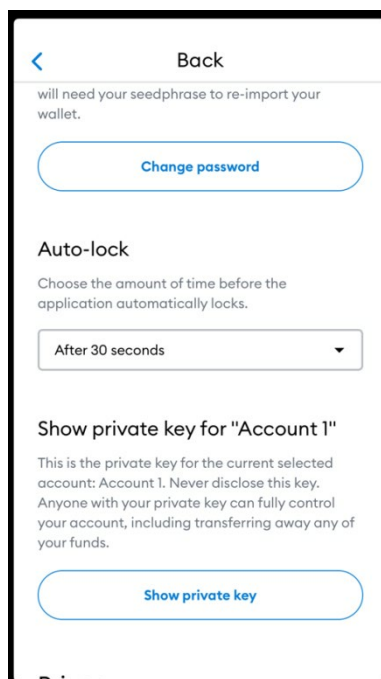 Back
will need your seedphrase to re-import your
wallet.
Change password
Auto-lock
Choose the amount of time before the
application automatically locks.
After 30 seconds
Show private key for "Account 1"
This is the private key for the current selected
account: Account 1. Never disclose this key.
Anyone with your private key can fully control
your account, including transferring away any of
your funds.
Show private key